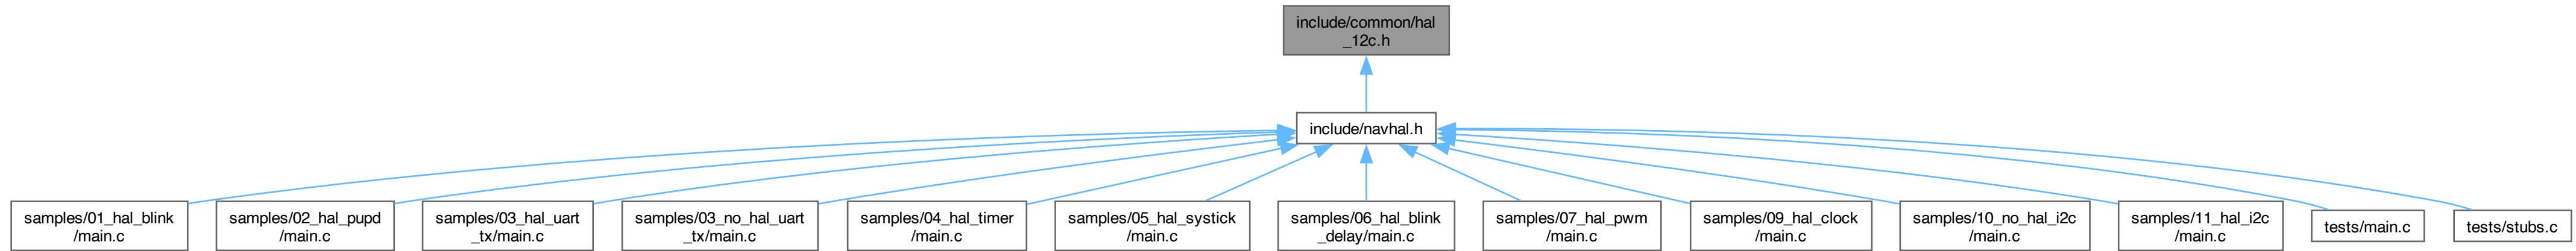 include/common/hal
_12c.h
include/navhal.h
samples/01_hal_blink
/main.c
samples/02_hal_pupd
/main.c
samples/03_hal_uart
_tx/main.c
samples/03_no_hal_uart
_tx/main.c
samples/04_hal_timer
/main.c
samples/05_hal_systick
/main.c
samples/06_hal_blink
_delay/main.c
samples/07_hal_pwm
/main.c
samples/09_hal_clock
/main.c
samples/10_no_hal_i2c
/main.c
samples/11_hal_i2c
/main.c
tests/main.c
tests/stubs.c